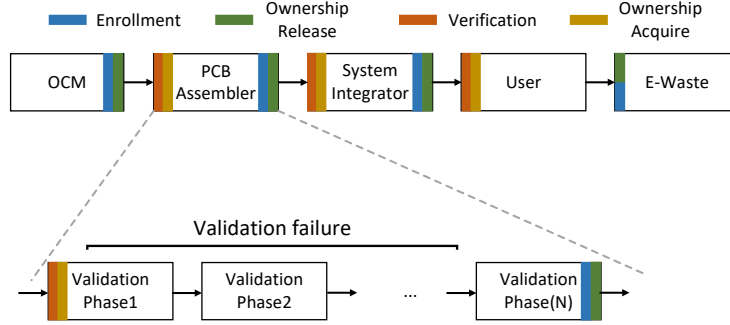 Enrollment
Ownership
Release
Verification
Ownership
Acquire
OCM
PCB
Assembler
System
Integrator
User
E-Waste
Validation failure
Validation
Phase1
Validation
Phase2
...
Validation
Phase(N)